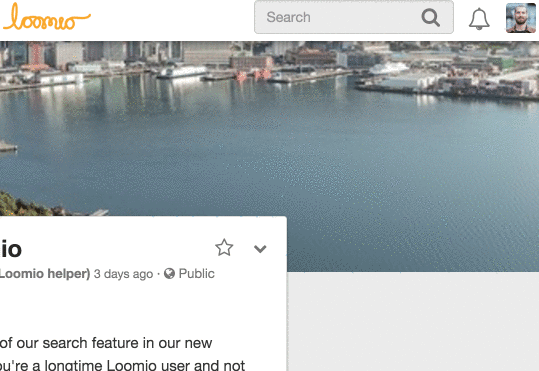 loomio
Search
io
Loomio helper) 3 days ago · Public
of our search feature in our new
ou're a longtime Loomio user and not